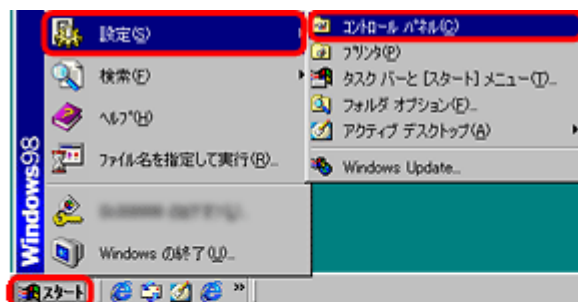 設定(S)
検索(F)
ヘルプ(H)
ファイル名を指定して実行(R)...
Windows の終了(U)...
Windows98
コントロール パネル(C)
プリンタ(P)
タスク バーと [スタート] メニュー(T)...
フォルダ オプション(F)...
アクティブ デスクトップ(A)
Windows Update...
スタート
»